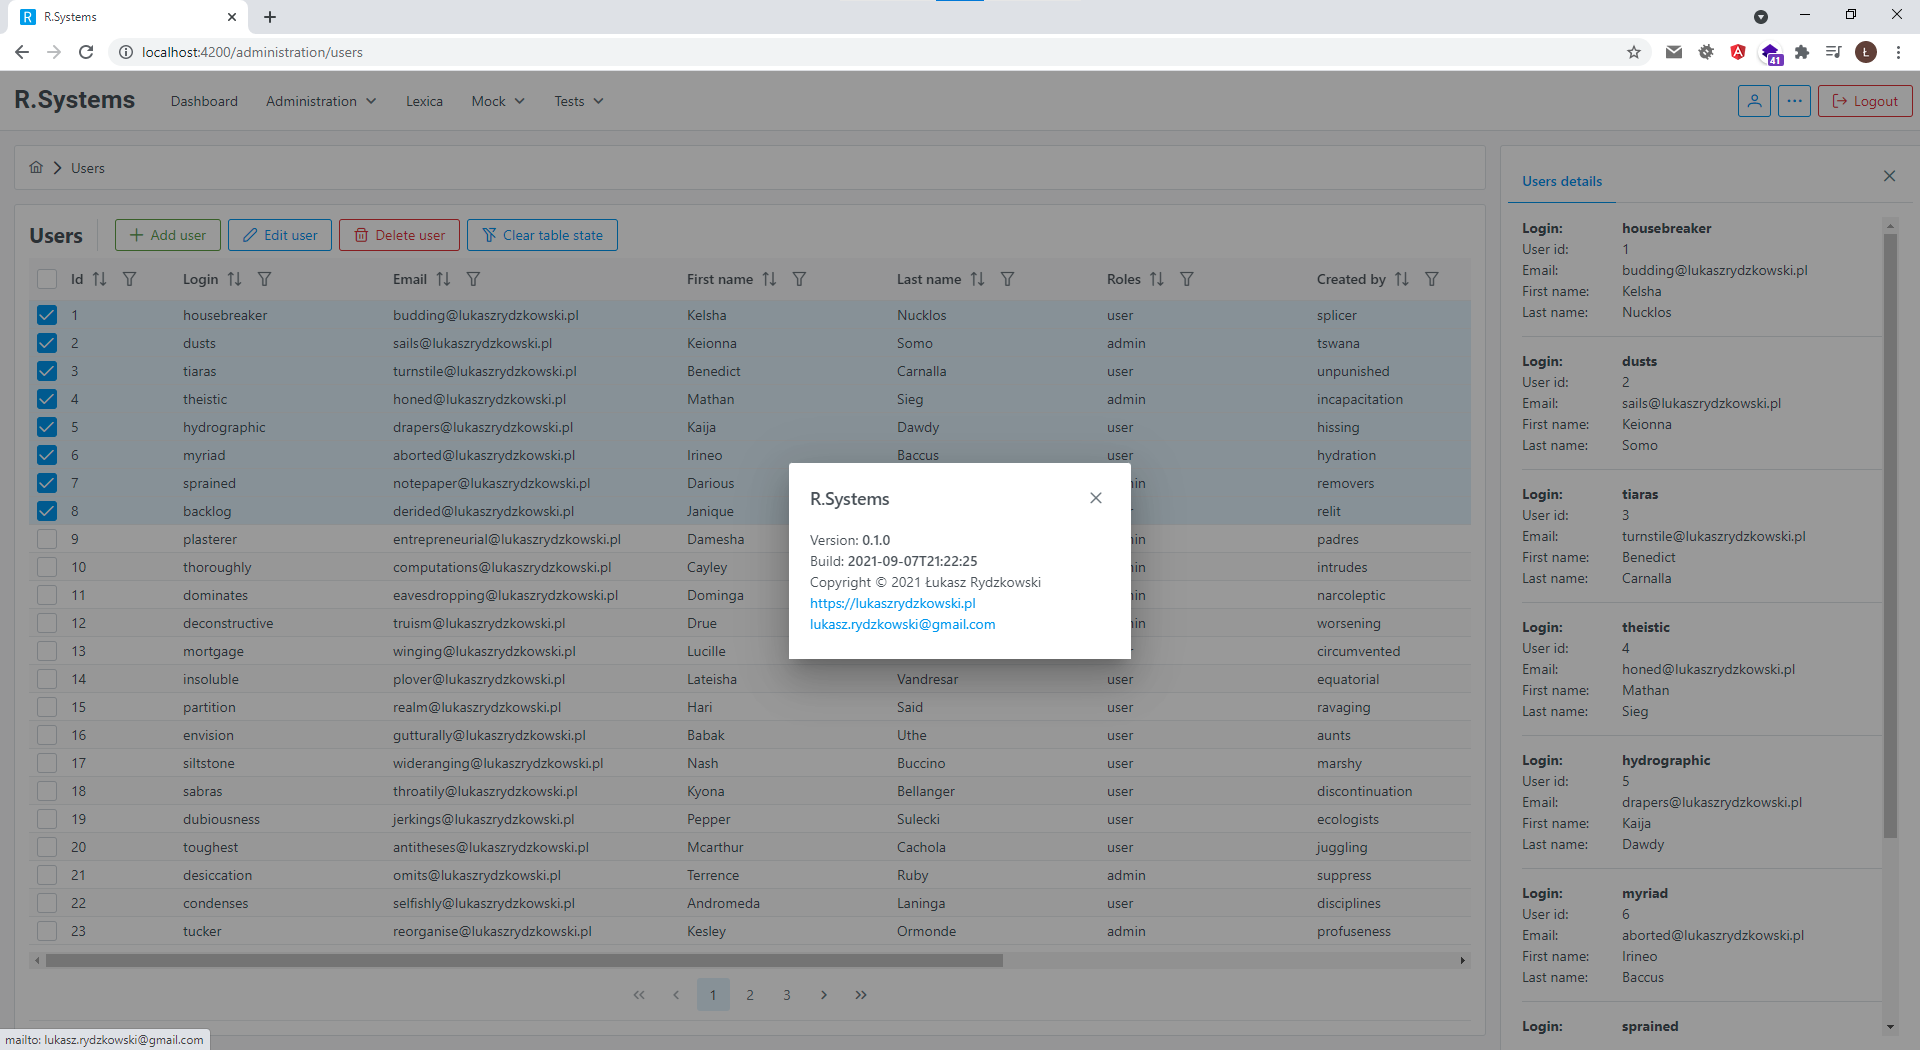 R.Systems
localhost:4200/administration/users
41
Ł
R.Systems Dashboard Administration Lexica Mock Tests Logout
Users
Users Add user Edit user Delete user Clear table state
Id Login Email First name Last name Roles Created by
1 housebreaker budding@lukaszrydzkowski.pl Kelsha Nucklos user splicer
2 dusts sails@lukaszrydzkowski.pl Keionna Somo admin tswana
3 tiaras turnstile@lukaszrydzkowski.pl Benedict Carnalla user unpunished
4 theistic honed@lukaszrydzkowski.pl Mathan Sieg admin incapacitation
5 hydrographic drapers@lukaszrydzkowski.pl Kaija Dawdy user hissing
6 myriad aborted@lukaszrydzkowski.pl Irineo Baccus user hydration
7 sprained notepaper@lukaszrydzkowski.pl Darious removers
8 backlog derided@lukaszrydzkowski.pl Janique relit
9 plasterer entrepreneurial@lukaszrydzkowski.pl Damesha padres
10 thoroughly computations@lukaszrydzkowski.pl Cayley intrudes
11 dominates eavesdropping@lukaszrydzkowski.pl Dominga narcoleptic
12 deconstructive truism@lukaszrydzkowski.pl Drue worsening
13 mortgage winging@lukaszrydzkowski.pl Lucille circumvented
14 insoluble plover@lukaszrydzkowski.pl Lateisha Vandresar user equatorial
15 partition realm@lukaszrydzkowski.pl Hari Said user ravaging
16 envision gutturally@lukaszrydzkowski.pl Babak Uthe user aunts
17 siltstone wideranging@lukaszrydzkowski.pl Nash Buccino user marshy
18 sabras throatily@lukaszrydzkowski.pl Kyona Bellanger user discontinuation
19 dubiousness jerkings@lukaszrydzkowski.pl Pepper Sulecki user ecologists
20 toughest antitheses@lukaszrydzkowski.pl Mcarthur Cachola user juggling
21 desiccation omits@lukaszrydzkowski.pl Terrence Ruby admin suppress
22 condenses selfishly@lukaszrydzkowski.pl Andromeda Laninga user disciplines
23 tucker reorganise@lukaszrydzkowski.pl Kesley Ormonde admin profuseness
1 2 3
R.Systems
Version: 0.1.0
Build: 2021-09-07T21:22:25
Copyright © 2021 Łukasz Rydzkowski
https://lukaszrydzkowski.pl
lukasz.rydzkowski@gmail.com
Users details
Login: housebreaker
User id: 1
Email: budding@lukaszrydzkowski.pl
First name: Kelsha
Last name: Nucklos
Login: dusts
User id: 2
Email: sails@lukaszrydzkowski.pl
First name: Keionna
Last name: Somo
Login: tiaras
User id: 3
Email: turnstile@lukaszrydzkowski.pl
First name: Benedict
Last name: Carnalla
Login: theistic
User id: 4
Email: honed@lukaszrydzkowski.pl
First name: Mathan
Last name: Sieg
Login: hydrographic
User id: 5
Email: drapers@lukaszrydzkowski.pl
First name: Kaija
Last name: Dawdy
Login: myriad
User id: 6
Email: aborted@lukaszrydzkowski.pl
First name: Irineo
Last name: Baccus
Login: sprained
mailto: lukasz.rydzkowski@gmail.com